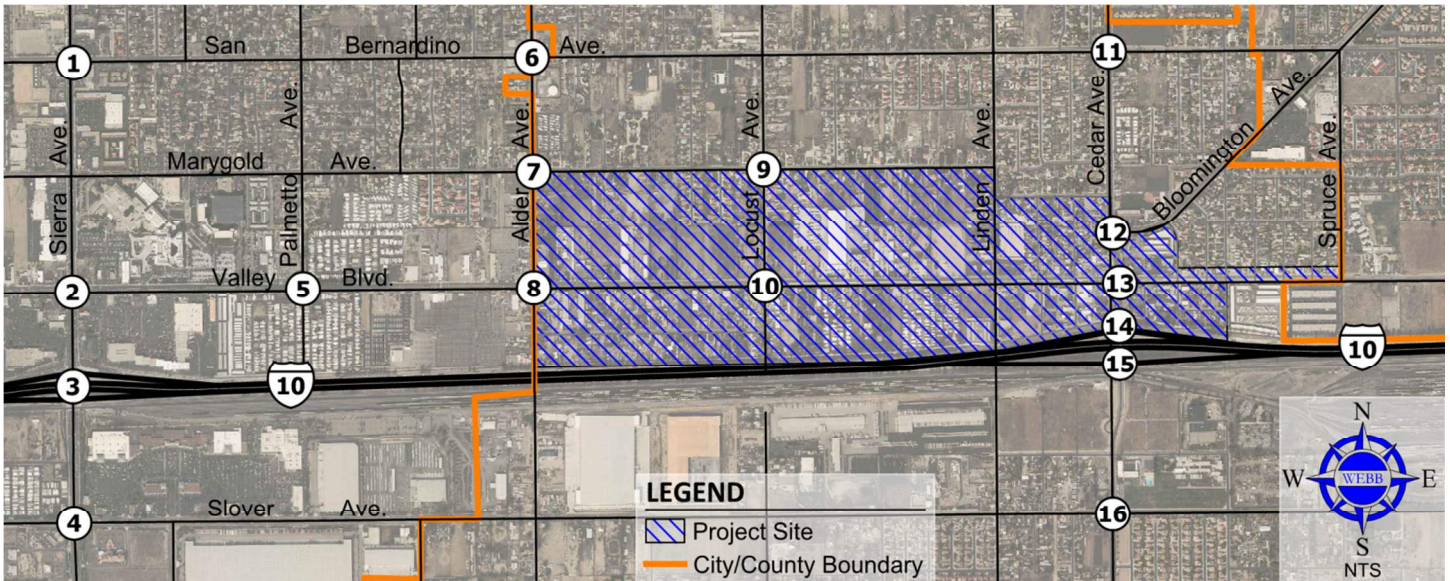 San Bernardino Ave.
1
6
11
Sierra Ave.
Palmetto Ave.
Alder Ave.
Locust Ave.
Linden Ave.
Cedar Ave.
Bloomington Ave.
Spruce Ave.
Marygold Ave.
7
9
12
Valley Blvd.
2
5
8
10
13
14
3
10
15
10
Slover Ave.
4
16
LEGEND
Project Site
City/County Boundary
N
W
WEBB
E
S
NTS